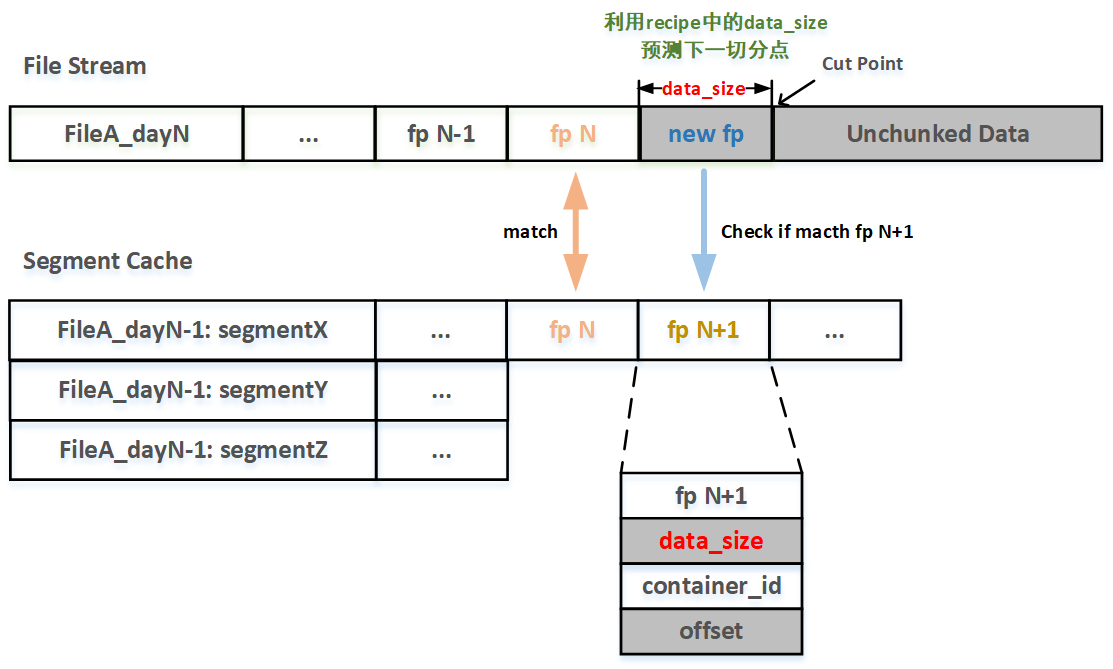 利用recipe中的data_size
预测下一切分点
File Stream
Cut Point
data_size
FileA_dayN
...
fp N-1
fp N
new fp
Unchunked Data
match
Check if macth fp N+1
Segment Cache
FileA_dayN-1: segmentX
...
fp N
fp N+1
...
FileA_dayN-1: segmentY
...
FileA_dayN-1: segmentZ
...
fp N+1
data_size
container_id
offset